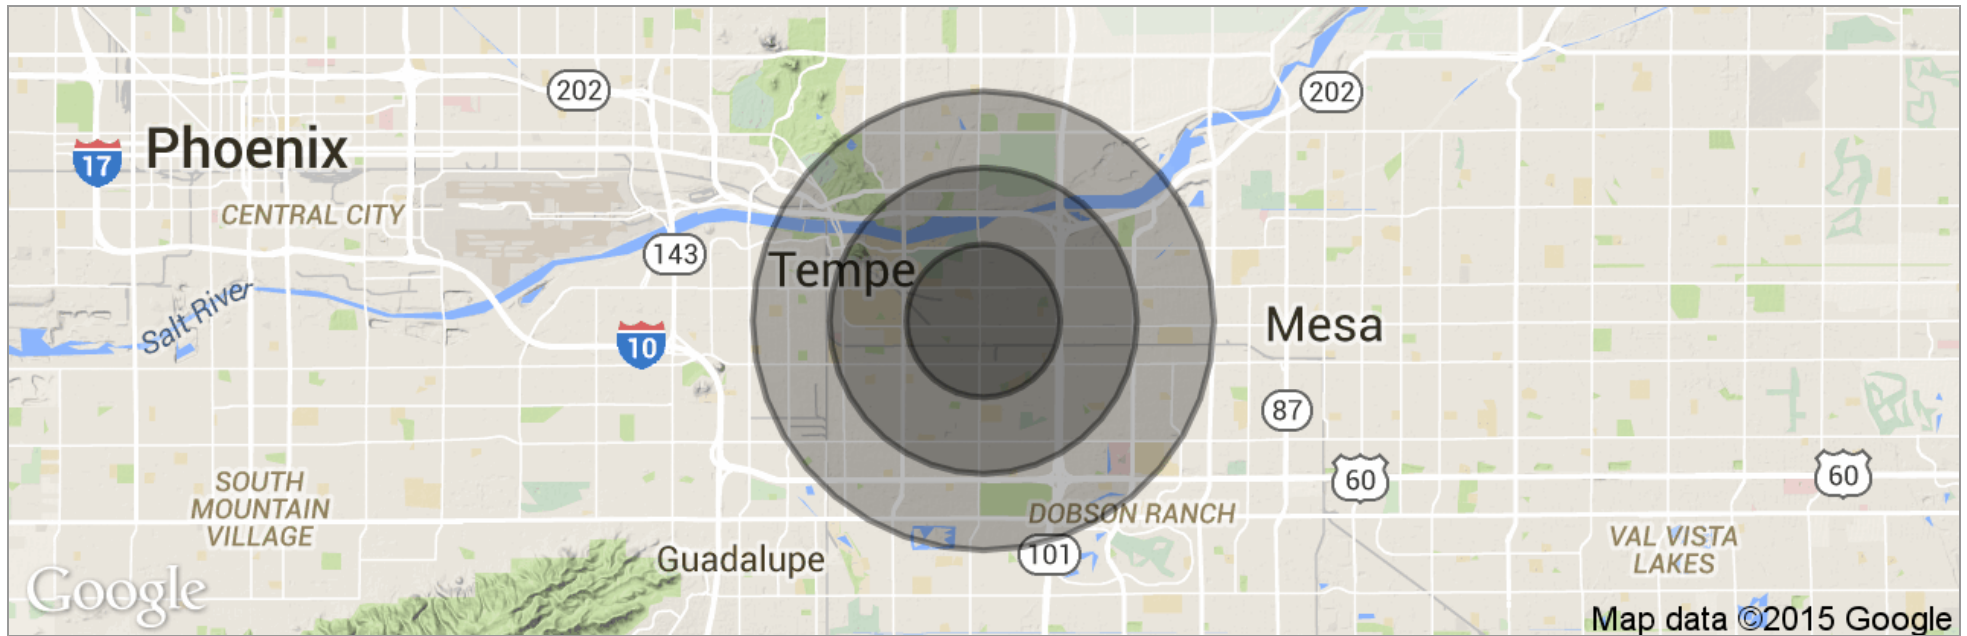 202
202
17
Phoenix
CENTRAL CITY
143
Tempe
Salt River
10
Mesa
87
60
60
SOUTH
MOUNTAIN
VILLAGE
DOBSON RANCH
Guadalupe
101
VAL VISTA
LAKES
Google
Map data ©2015 Google